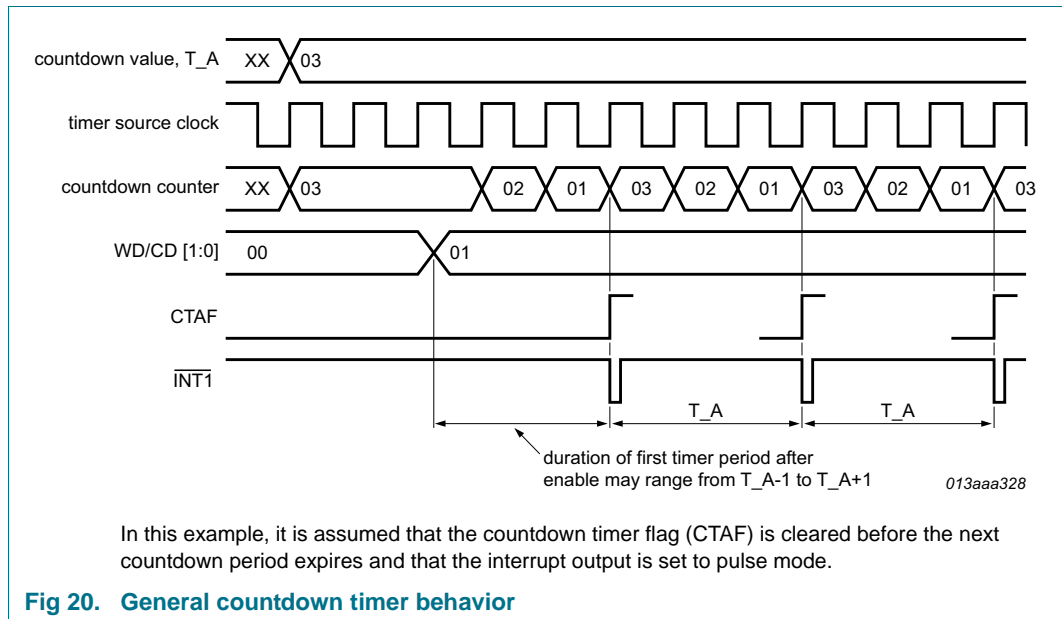 countdown value, T_A XX 03
timer source clock
countdown counter XX 03 02 01 03 02 01 03 02 01 03
WD/CD [1:0] 00 01
CTAF
INT1
T_A T_A
duration of first timer period after
enable may range from T_A-1 to T_A+1
013aaa328
In this example, it is assumed that the countdown timer flag (CTAF) is cleared before the next
countdown period expires and that the interrupt output is set to pulse mode.
Fig 20. General countdown timer behavior